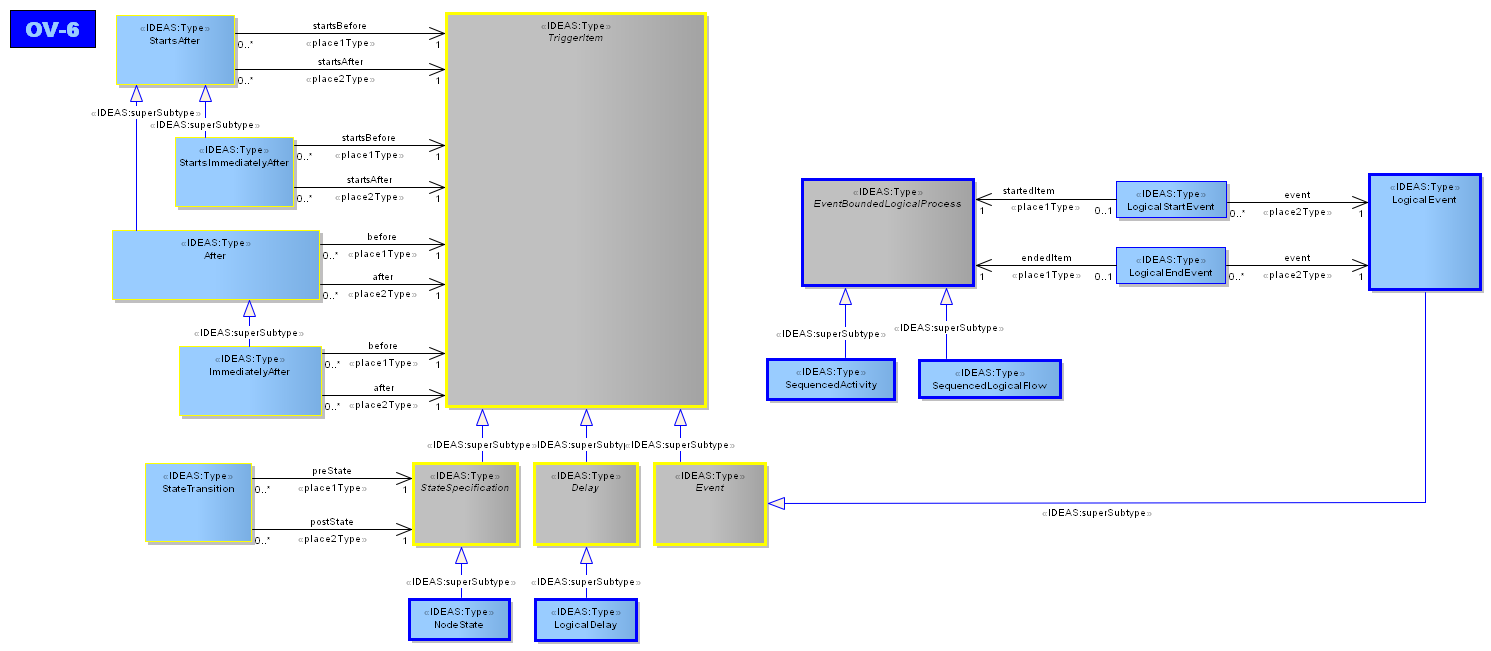 OV-6
«IDEAS:Type»
StartsAfter
startsBefore
0..*
«place1Type»
1
startsAfter
0..*
«place2Type»
1
«IDEAS:Type»
TriggerItem
«IDEAS:superSubtype»
«IDEAS:superSubtype»
«IDEAS:Type»
StartsImmediatelyAfter
startsBefore
0..*
«place1Type»
1
startsAfter
0..*
«place2Type»
1
«IDEAS:Type»
After
before
0..*
«place1Type»
1
after
0..*
«place2Type»
1
«IDEAS:superSubtype»
«IDEAS:Type»
ImmediatelyAfter
before
0..*
«place1Type»
1
after
0..*
«place2Type»
1
«IDEAS:Type»
EventBoundedLogicalProcess
startedItem
1
«place1Type»
0..1
«IDEAS:Type»
LogicalStartEvent
event
0..*
«place2Type»
1
«IDEAS:Type»
LogicalEvent
endedItem
1
«place1Type»
0..1
«IDEAS:Type»
LogicalEndEvent
event
0..*
«place2Type»
1
«IDEAS:superSubtype»
«IDEAS:superSubtype»
«IDEAS:Type»
SequencedActivity
«IDEAS:Type»
SequencedLogicalFlow
«IDEAS:superSubtype»
IDEAS:superSubtyp
«IDEAS:superSubtype»
«IDEAS:Type»
StateTransition
preState
0..*
«place1Type»
1
postState
0..*
«place2Type»
1
«IDEAS:Type»
StateSpecification
«IDEAS:Type»
Delay
«IDEAS:Type»
Event
«IDEAS:superSubtype»
«IDEAS:superSubtype»
«IDEAS:superSubtype»
«IDEAS:Type»
NodeState
«IDEAS:Type»
LogicalDelay